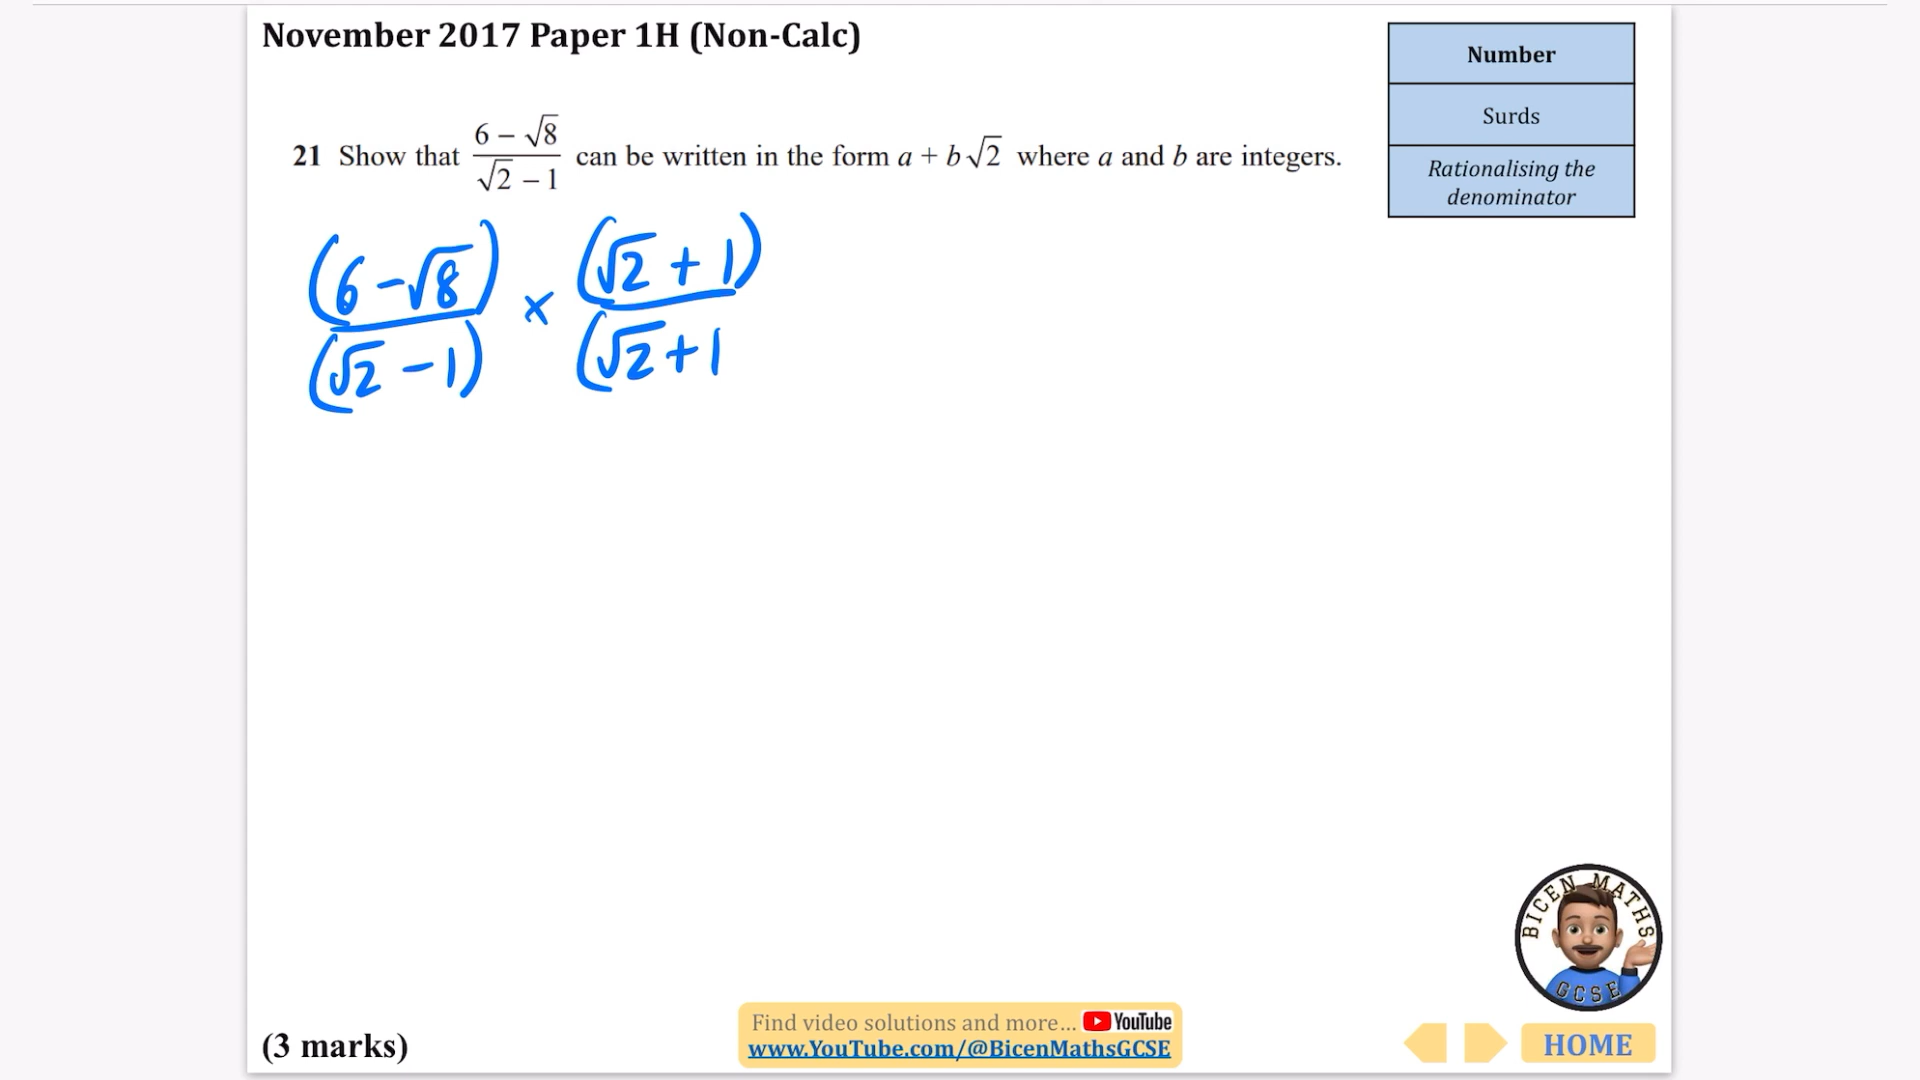 November 2017 Paper 1H (Non-Calc)
Number
Surds
Rationalising the
denominator
21 Show that (6 − √8)/(√2 − 1) can be written in the form a + b√2 where a and b are integers.
(6 − √8) × (√2 + 1)
(√2 − 1) (√2 + 1
BICEN MATHS
GCSE
(3 marks)
Find video solutions and more... YouTube
www.YouTube.com/@BicenMathsGCSE
HOME